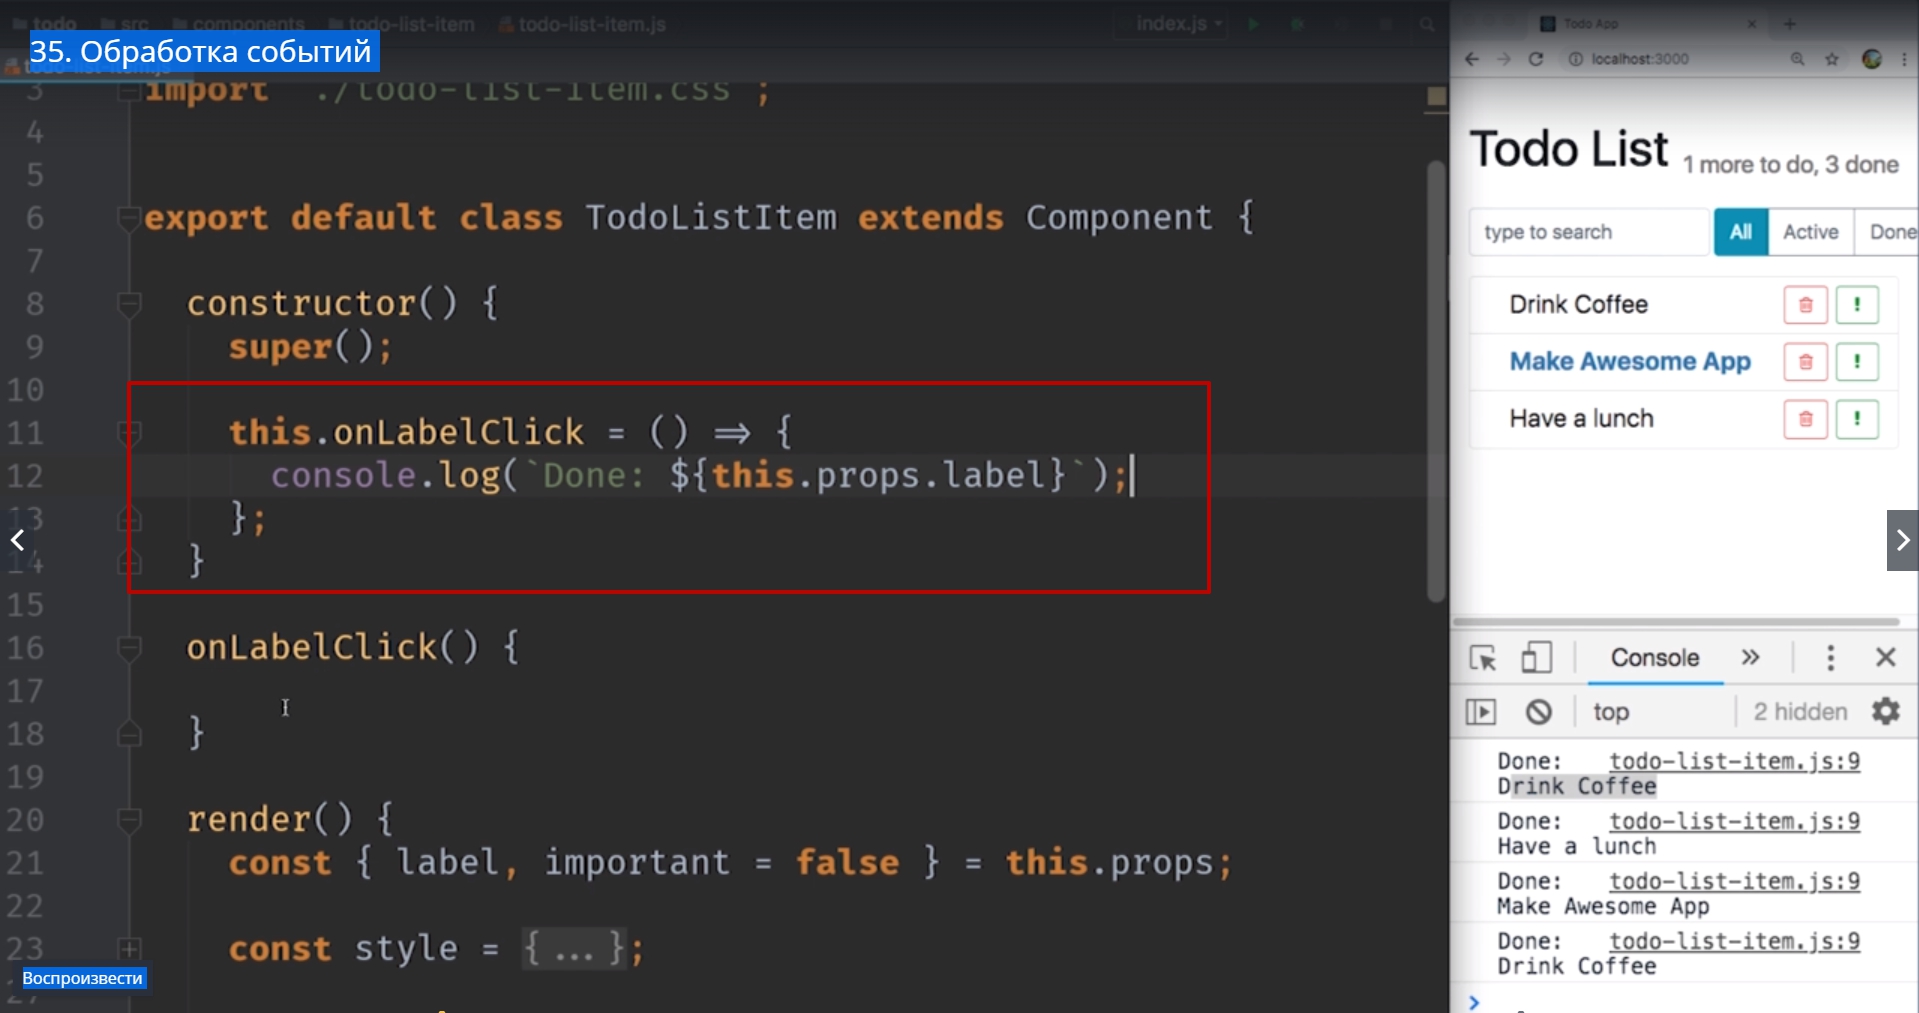 todo src components todo-list-item todo-list-item.js index.js
35. Обработка событий
3 import './todo-list-item.css';
4
5
6 export default class TodoListItem extends Component {
7
8 constructor() {
9 super();
10
11 this.onLabelClick = () => {
12 console.log(`Done: ${this.props.label}`);
13 };
14 }
15
16 onLabelClick() {
17
18 }
19
20 render() {
21 const { label, important = false } = this.props;
22
23 const style = {...};
27
Воспроизвести
Todo App
localhost:3000
Todo List 1 more to do, 3 done
type to search All Active Done
Drink Coffee
Make Awesome App
Have a lunch
Console
top 2 hidden
Done: todo-list-item.js:9
Drink Coffee
Done: todo-list-item.js:9
Have a lunch
Done: todo-list-item.js:9
Make Awesome App
Done: todo-list-item.js:9
Drink Coffee